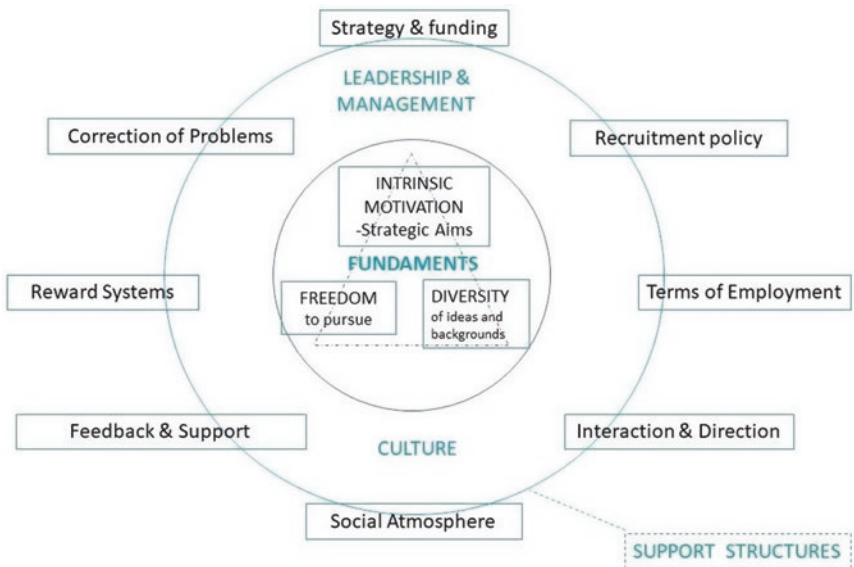 Strategy & funding
LEADERSHIP &
MANAGEMENT
Correction of Problems
Recruitment policy
INTRINSIC
MOTIVATION
-Strategic Aims
FUNDAMENTS
Reward Systems
FREEDOM
to pursue
DIVERSITY
of ideas and
backgrounds
Terms of Employment
Feedback & Support
CULTURE
Interaction & Direction
Social Atmosphere
SUPPORT STRUCTURES